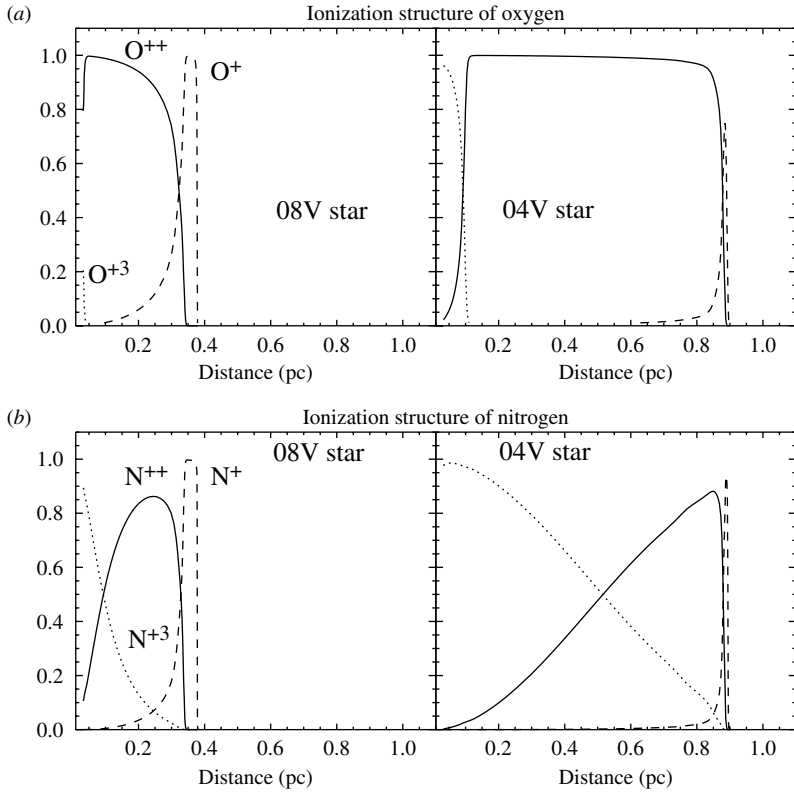 (a) Ionization structure of oxygen
O++
O+
O+3
08V star
04V star
1.0
0.8
0.6
0.4
0.2
0.0
0.2 0.4 0.6 0.8 1.0
0.2 0.4 0.6 0.8 1.0
Distance (pc)
Distance (pc)
(b) Ionization structure of nitrogen
08V star
04V star
N++
N+
N+3
1.0
0.8
0.6
0.4
0.2
0.0
0.2 0.4 0.6 0.8 1.0
0.2 0.4 0.6 0.8 1.0
Distance (pc)
Distance (pc)